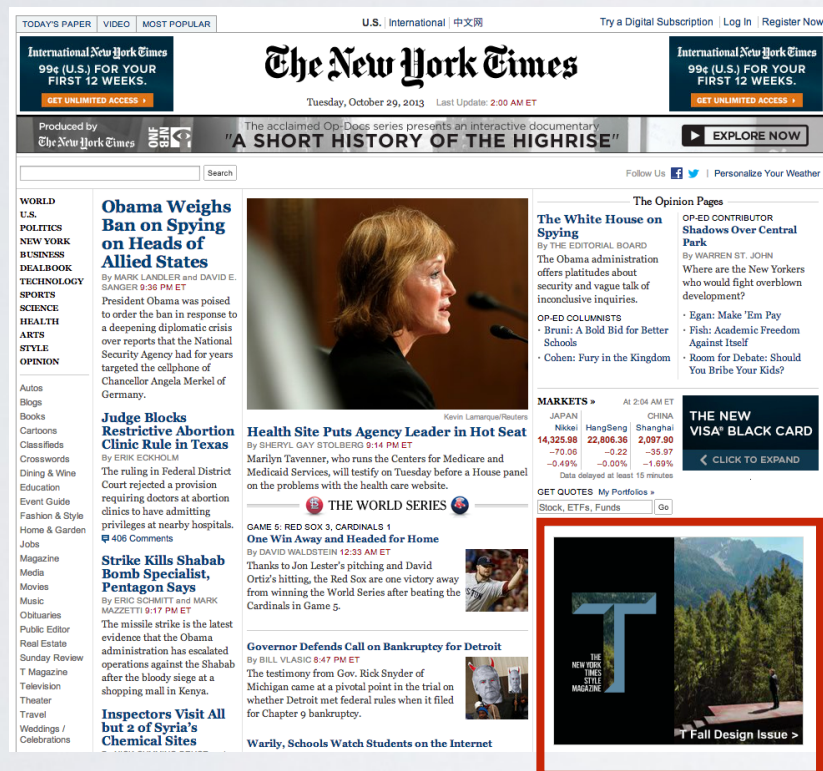 TODAY'S PAPER VIDEO MOST POPULAR
U.S. International 中文网
Try a Digital Subscription Log In Register Now
International New York Times
99¢ (U.S.) FOR YOUR
FIRST 12 WEEKS.
GET UNLIMITED ACCESS ›
The New York Times
Tuesday, October 29, 2013 Last Update: 2:00 AM ET
International New York Times
99¢ (U.S.) FOR YOUR
FIRST 12 WEEKS.
GET UNLIMITED ACCESS ›
Produced by
The New York Times
ONF
NFB
The acclaimed Op-Docs series presents an interactive documentary
"A SHORT HISTORY OF THE HIGHRISE"
EXPLORE NOW
Search
Follow Us | Personalize Your Weather
WORLD
U.S.
POLITICS
NEW YORK
BUSINESS
DEALBOOK
TECHNOLOGY
SPORTS
SCIENCE
HEALTH
ARTS
STYLE
OPINION
Autos
Blogs
Books
Cartoons
Classifieds
Crosswords
Dining & Wine
Education
Event Guide
Fashion & Style
Home & Garden
Jobs
Magazine
Media
Movies
Music
Obituaries
Public Editor
Real Estate
Sunday Review
T Magazine
Television
Theater
Travel
Weddings /
Celebrations
Obama Weighs
Ban on Spying
on Heads of
Allied States
By MARK LANDLER and DAVID E.
SANGER 9:36 PM ET
President Obama was poised
to order the ban in response to
a deepening diplomatic crisis
over reports that the National
Security Agency had for years
targeted the cellphone of
Chancellor Angela Merkel of
Germany.
Judge Blocks
Restrictive Abortion
Clinic Rule in Texas
By ERIK ECKHOLM
The ruling in Federal District
Court rejected a provision
requiring doctors at abortion
clinics to have admitting
privileges at nearby hospitals.
406 Comments
Strike Kills Shabab
Bomb Specialist,
Pentagon Says
By ERIC SCHMITT and MARK
MAZZETTI 9:17 PM ET
The missile strike is the latest
evidence that the Obama
administration has escalated
operations against the Shabab
after the bloody siege at a
shopping mall in Kenya.
Inspectors Visit All
but 2 of Syria's
Chemical Sites
Kevin Lamarque/Reuters
Health Site Puts Agency Leader in Hot Seat
By SHERYL GAY STOLBERG 9:14 PM ET
Marilyn Tavenner, who runs the Centers for Medicare and
Medicaid Services, will testify on Tuesday before a House panel
on the problems with the health care website.
THE WORLD SERIES
GAME 5: RED SOX 3, CARDINALS 1
One Win Away and Headed for Home
By DAVID WALDSTEIN 12:33 AM ET
Thanks to Jon Lester's pitching and David
Ortiz's hitting, the Red Sox are one victory away
from winning the World Series after beating the
Cardinals in Game 5.
Governor Defends Call on Bankruptcy for Detroit
By BILL VLASIC 8:47 PM ET
The testimony from Gov. Rick Snyder of
Michigan came at a pivotal point in the trial on
whether Detroit met federal rules when it filed
for Chapter 9 bankruptcy.
Warily, Schools Watch Students on the Internet
The Opinion Pages
The White House on
Spying
By THE EDITORIAL BOARD
The Obama administration
offers platitudes about
security and vague talk of
inconclusive inquiries.
OP-ED COLUMNISTS
· Bruni: A Bold Bid for Better
Schools
· Cohen: Fury in the Kingdom
OP-ED CONTRIBUTOR
Shadows Over Central
Park
By WARREN ST. JOHN
Where are the New Yorkers
who would fight overblown
development?
· Egan: Make 'Em Pay
· Fish: Academic Freedom
Against Itself
· Room for Debate: Should
You Bribe Your Kids?
MARKETS » At 2:04 AM ET
JAPAN CHINA
Nikkei HangSeng Shanghai
14,325.98 22,806.36 2,097.90
−70.06 −0.22 −35.97
−0.49% −0.00% −1.69%
Data delayed at least 15 minutes
GET QUOTES My Portfolios »
Stock, ETFs, Funds Go
THE NEW
VISA® BLACK CARD
CLICK TO EXPAND
T
THE
NEW YORK
TIMES
STYLE
MAGAZINE
T Fall Design Issue >